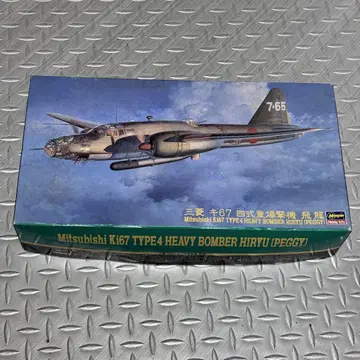 7-65
三菱 キ67 四式重爆撃機 飛龍
Mitsubishi Ki67 TYPE4 HEAVY BOMBER HIRYU (PEGGY)
Hasegawa
Mitsubishi Ki67 TYPE4 HEAVY BOMBER HIRYU (PEGGY)